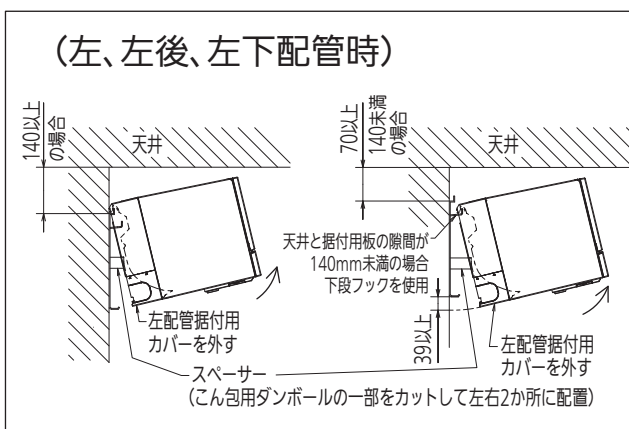 (左、左後、左下配管時)
140以上
の場合
天井
70以上
140未満
の場合
天井
天井と据付用板の隙間が
140mm未満の場合
下段フックを使用
左配管据付用
カバーを外す
39以上
左配管据付用
カバーを外す
スペーサー
(こん包用ダンボールの一部をカットして左右2か所に配置)